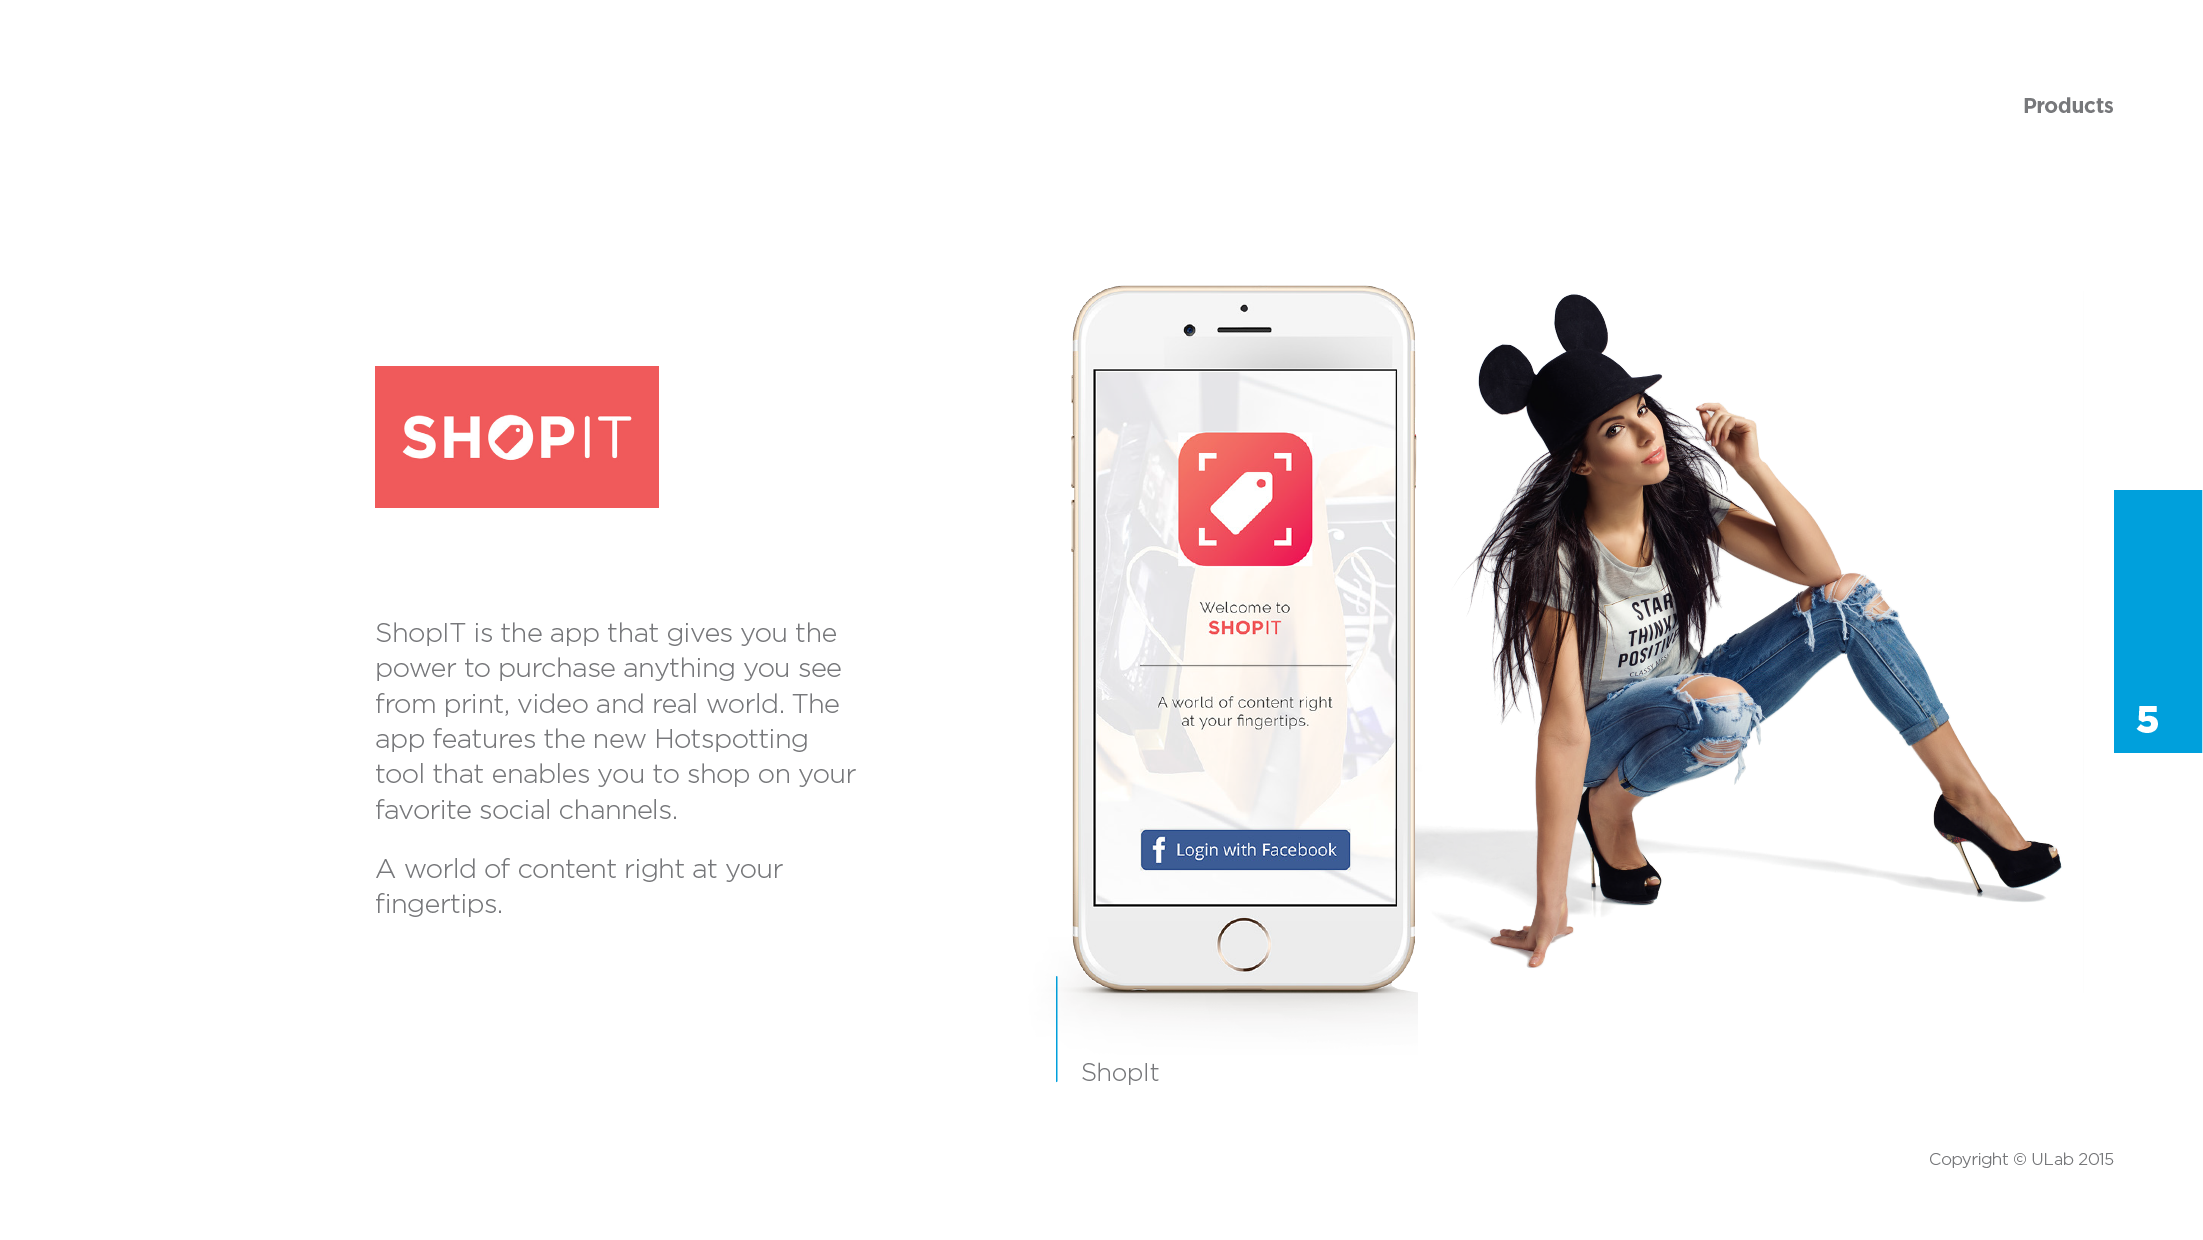 Products
SHOPIT
ShopIT is the app that gives you the
power to purchase anything you see
from print, video and real world. The
app features the new Hotspotting
tool that enables you to shop on your
favorite social channels.
A world of content right at your
fingertips.
Welcome to
SHOPIT
A world of content right
at your fingertips.
f Login with Facebook
START
THINK
POSITIVE
ShopIt
5
Copyright © ULab 2015